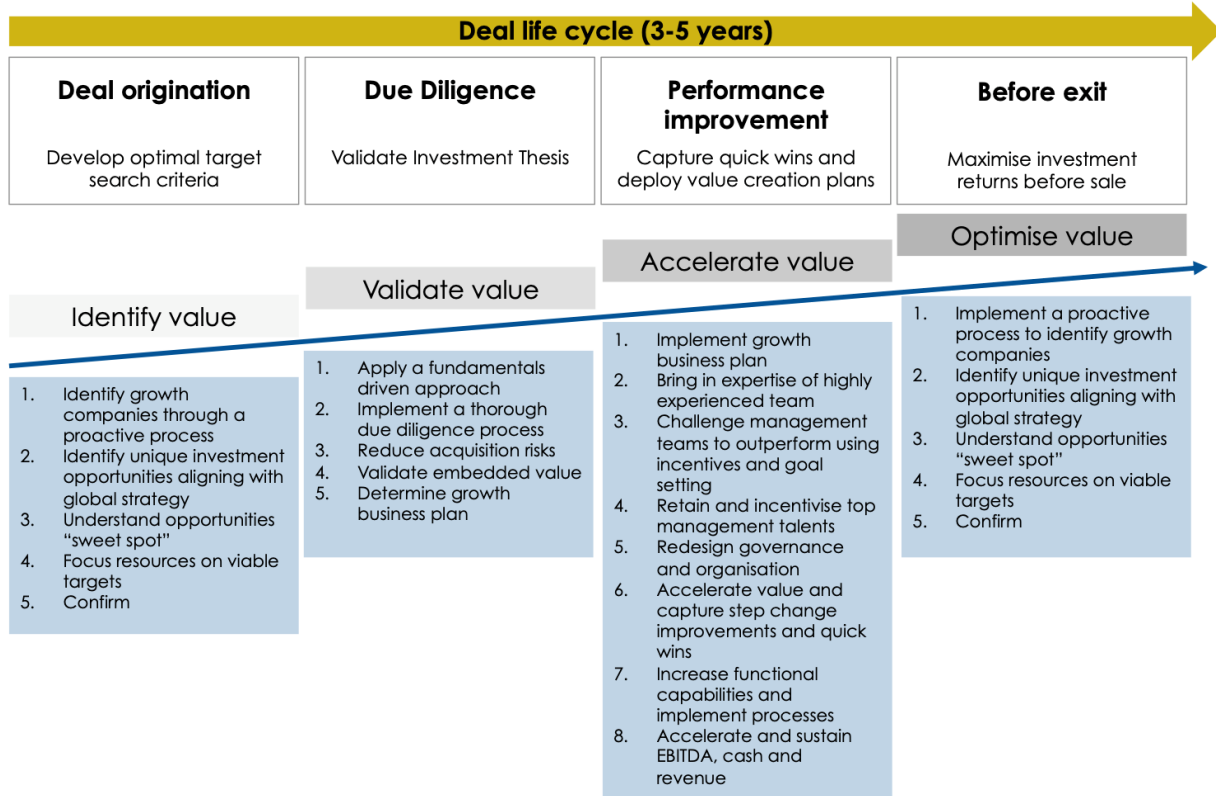 Deal life cycle (3-5 years)
Deal origination
Develop optimal target
search criteria
Due Diligence
Validate Investment Thesis
Performance
improvement
Capture quick wins and
deploy value creation plans
Before exit
Maximise investment
returns before sale
Identify value
Validate value
Accelerate value
Optimise value
1. Identify growth
companies through a
proactive process
2. Identify unique investment
opportunities aligning with
global strategy
3. Understand opportunities
“sweet spot”
4. Focus resources on viable
targets
5. Confirm
1. Apply a fundamentals
driven approach
2. Implement a thorough
due diligence process
3. Reduce acquisition risks
4. Validate embedded value
5. Determine growth
business plan
1. Implement growth
business plan
2. Bring in expertise of highly
experienced team
3. Challenge management
teams to outperform using
incentives and goal
setting
4. Retain and incentivise top
management talents
5. Redesign governance
and organisation
6. Accelerate value and
capture step change
improvements and quick
wins
7. Increase functional
capabilities and
implement processes
8. Accelerate and sustain
EBITDA, cash and
revenue
1. Implement a proactive
process to identify growth
companies
2. Identify unique investment
opportunities aligning with
global strategy
3. Understand opportunities
“sweet spot”
4. Focus resources on viable
targets
5. Confirm